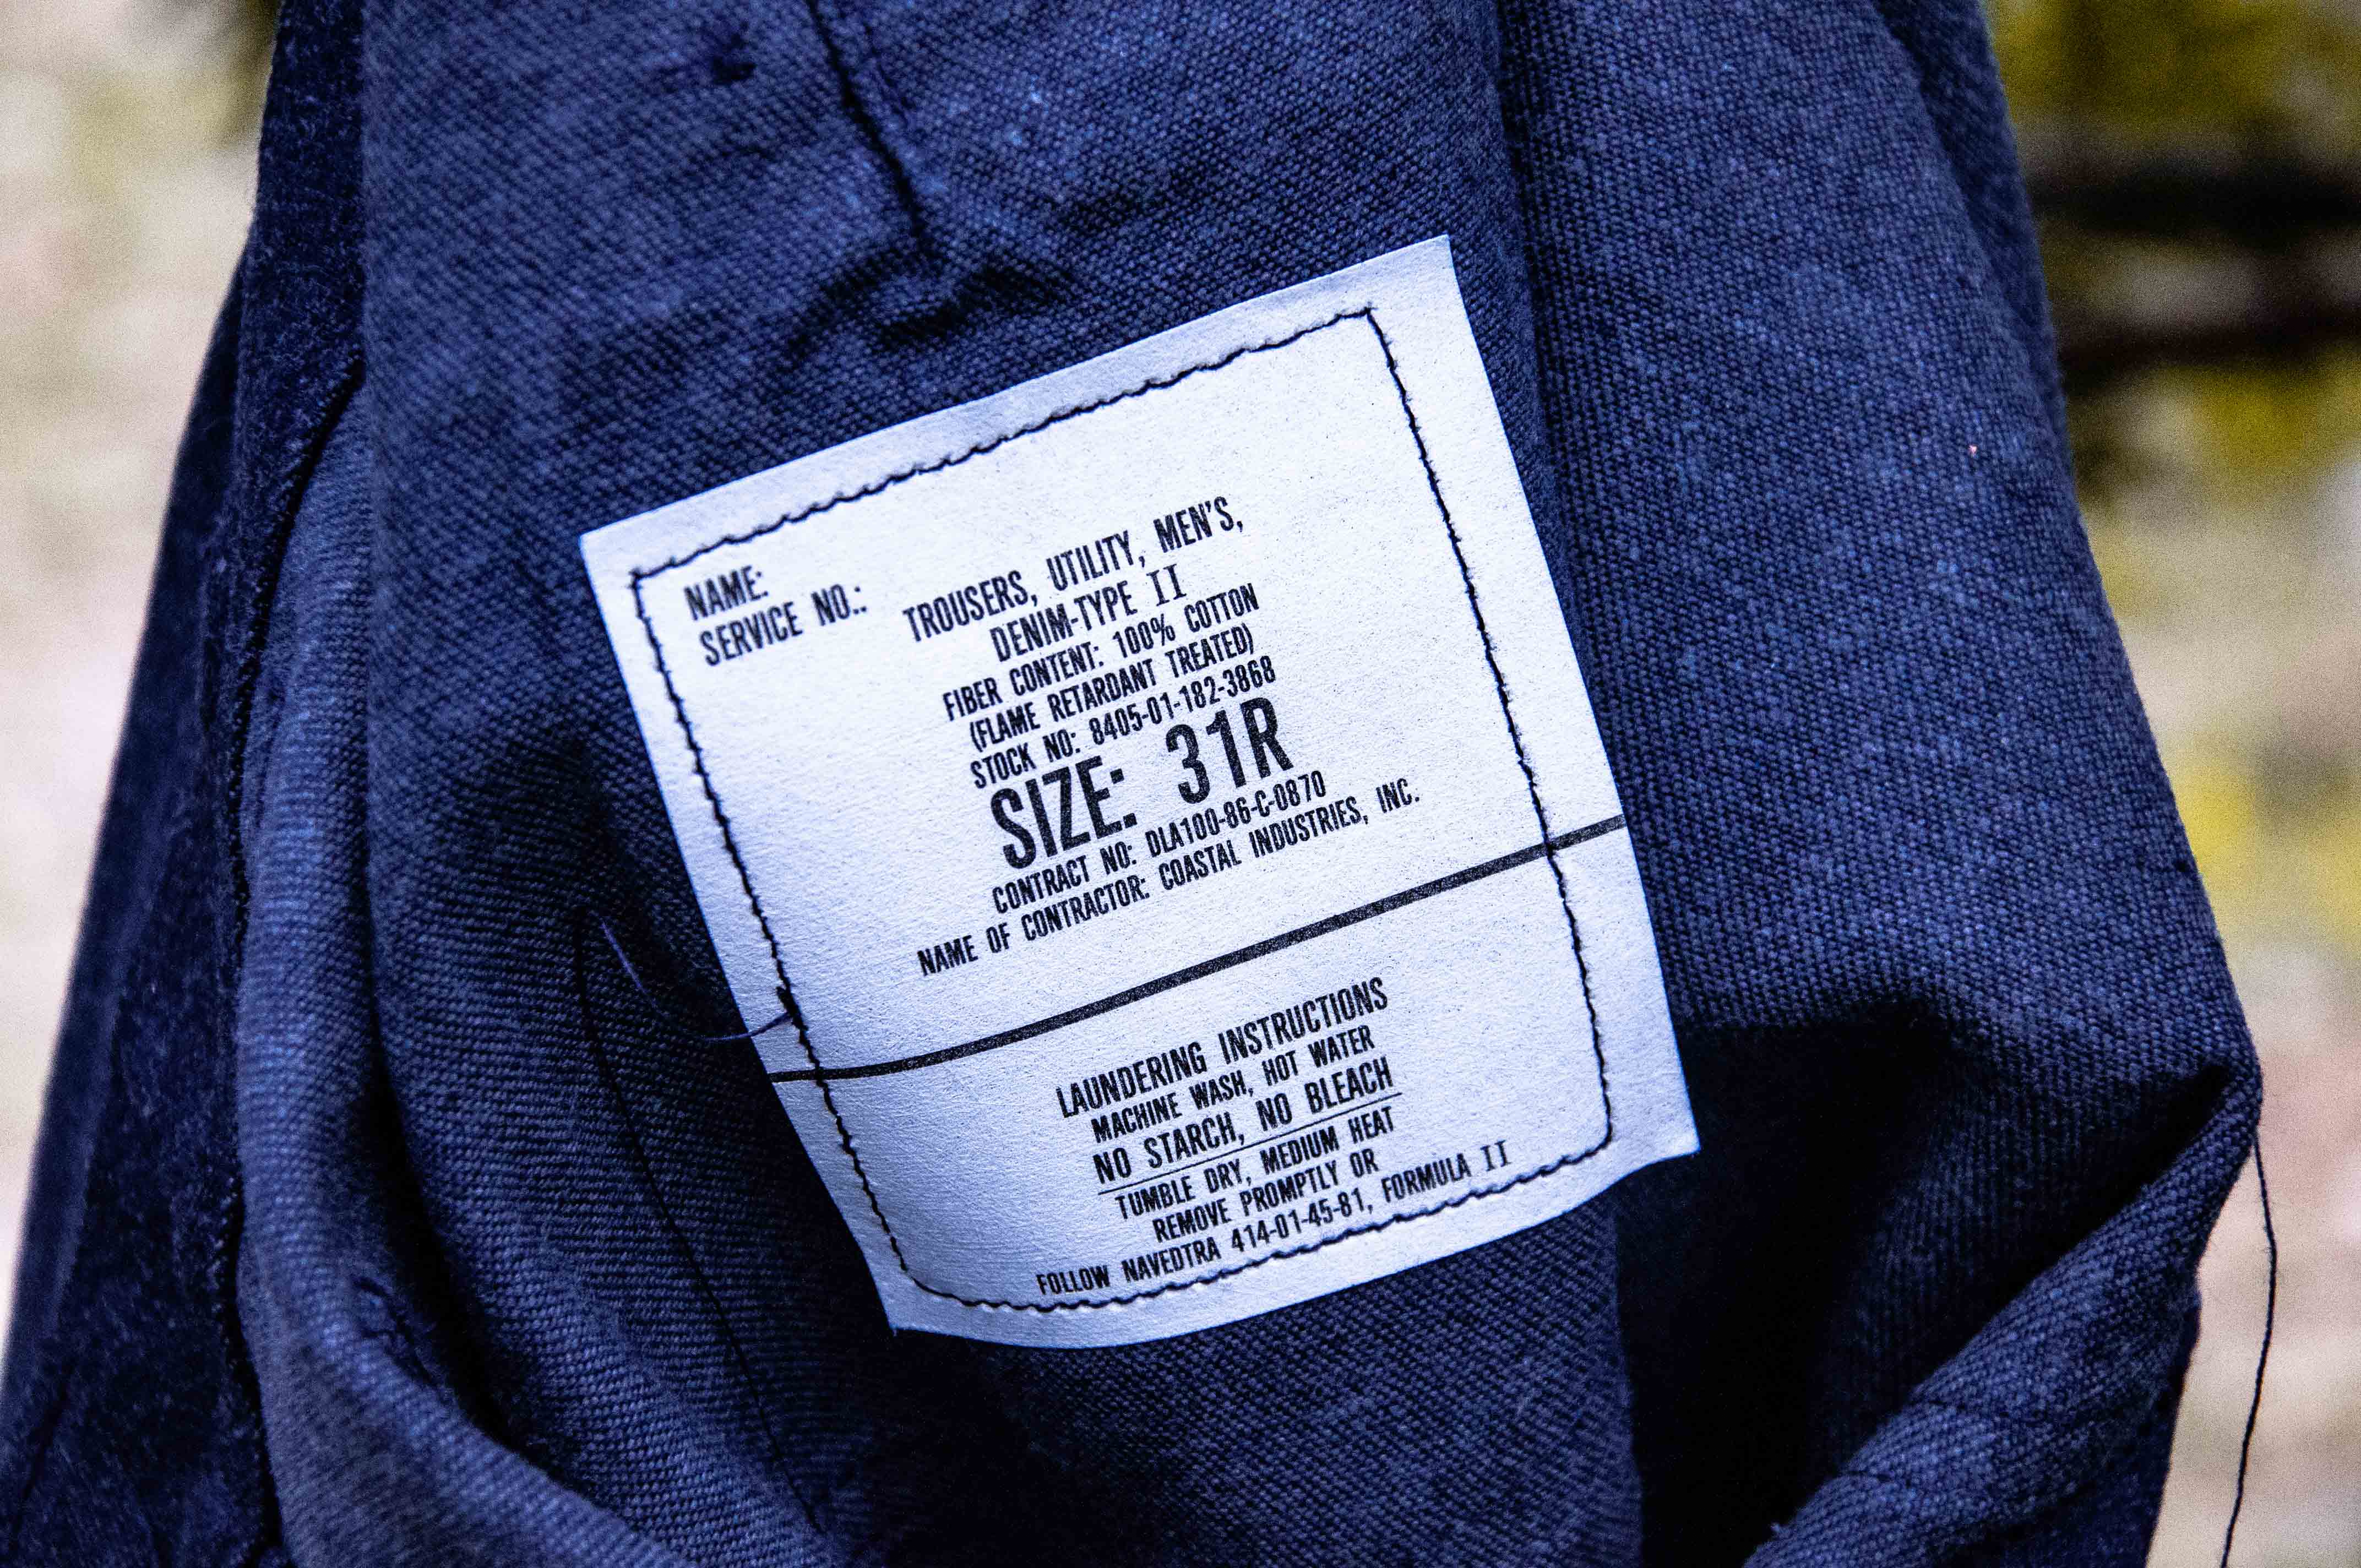 NAME:
SERVICE NO.:
TROUSERS, UTILITY, MEN'S,
DENIM-TYPE II
FIBER CONTENT: 100% COTTON
(FLAME RETARDANT TREATED)
STOCK NO: 8405-01-182-3868
SIZE: 31R
CONTRACT NO: DLA100-86-C-0870
NAME OF CONTRACTOR: COASTAL INDUSTRIES, INC.
LAUNDERING INSTRUCTIONS
MACHINE WASH, HOT WATER
NO STARCH, NO BLEACH
TUMBLE DRY, MEDIUM HEAT
REMOVE PROMPTLY OR
FOLLOW NAVEDTRA 414-01-45-81, FORMULA II